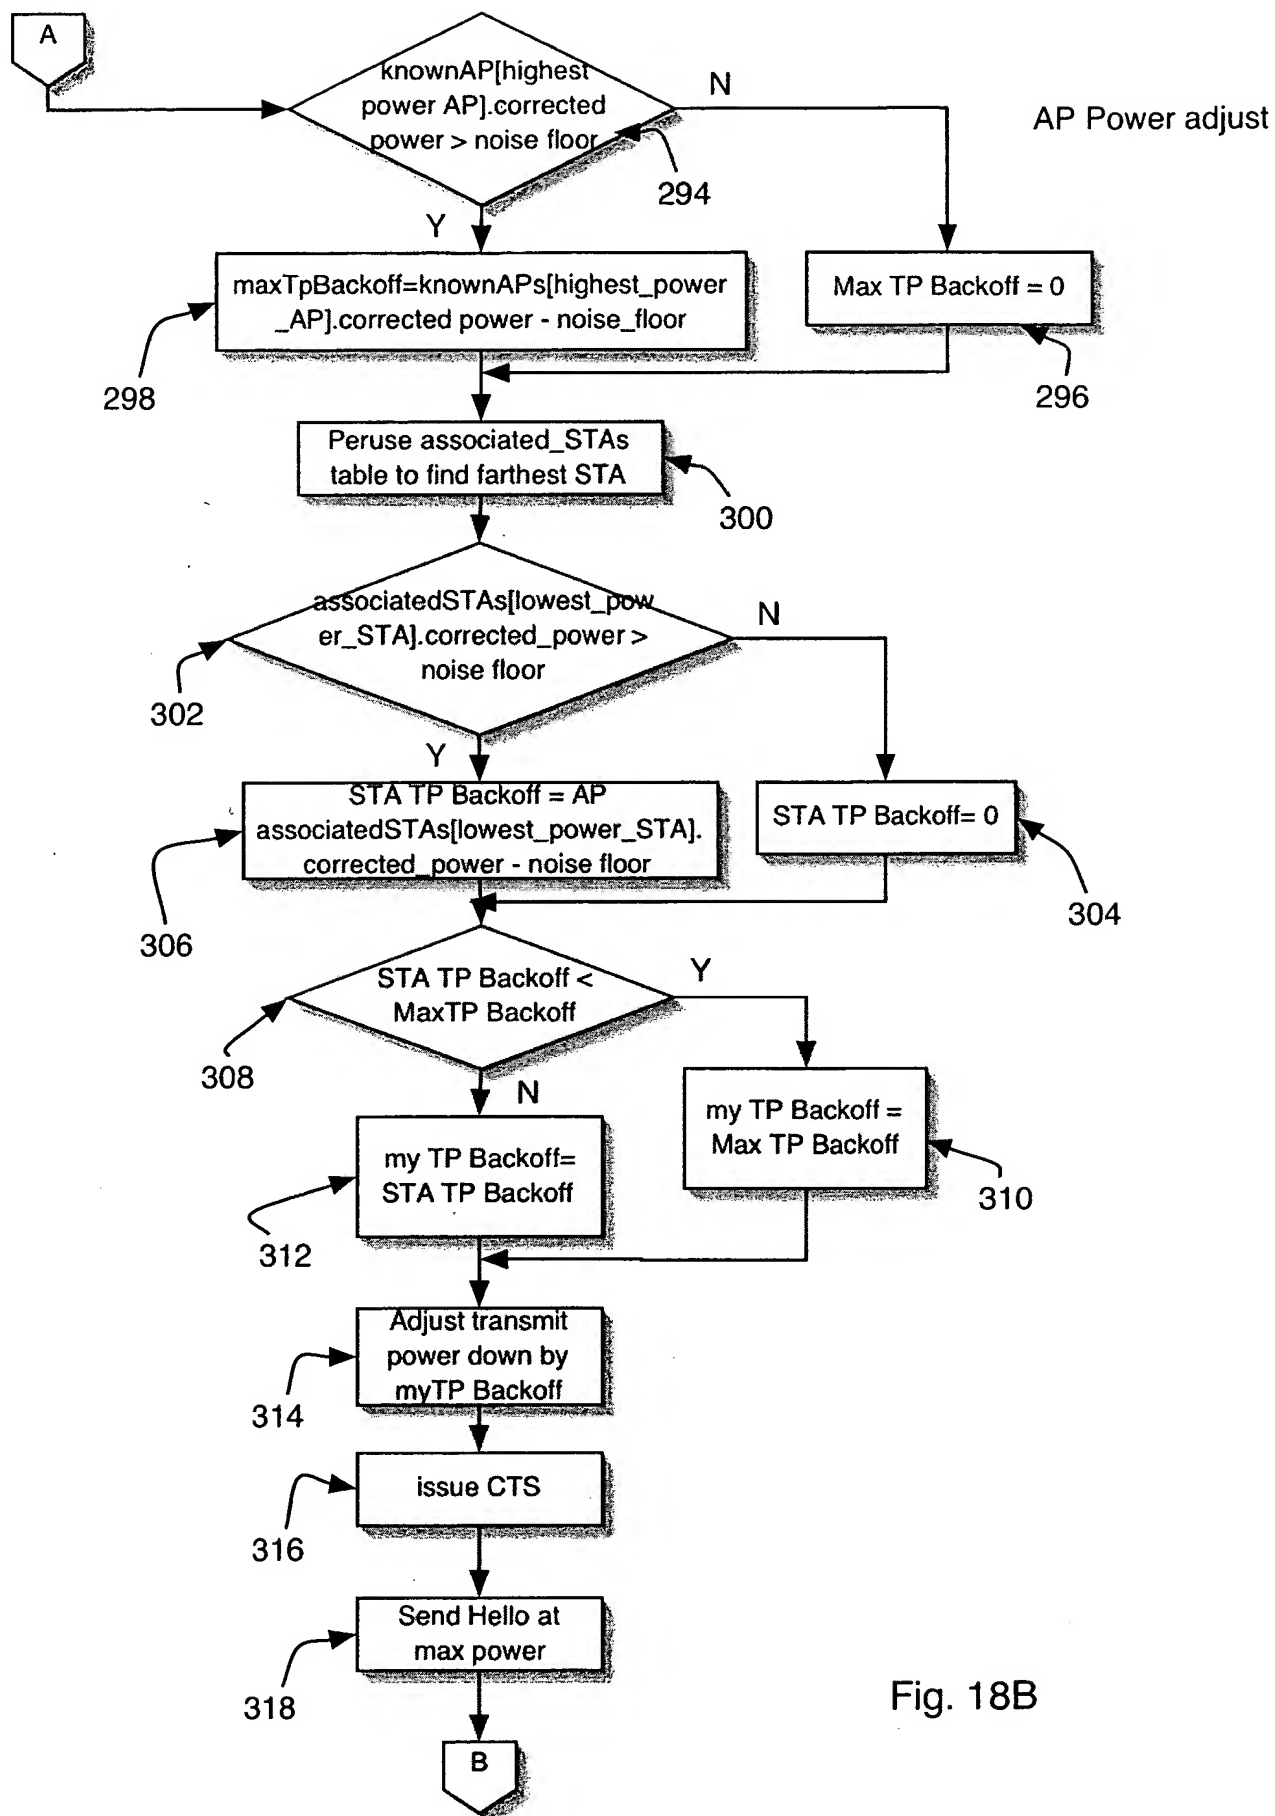 A
knownAP[highest
power AP].corrected
power > noise floor
N
AP Power adjust
294
Y
maxTpBackoff=knownAPs[highest_power
_AP].corrected power - noise_floor
Max TP Backoff = 0
298
296
Peruse associated_STAs
table to find farthest STA
300
associatedSTAs[lowest_pow
er_STA].corrected_power >
noise floor
N
302
Y
STA TP Backoff = AP
associatedSTAs[lowest_power_STA].
corrected_power - noise floor
STA TP Backoff= 0
304
306
STA TP Backoff <
MaxTP Backoff
Y
308
N
my TP Backoff =
Max TP Backoff
my TP Backoff=
STA TP Backoff
310
312
Adjust transmit
power down by
myTP Backoff
314
issue CTS
316
Send Hello at
max power
318
Fig. 18B
B